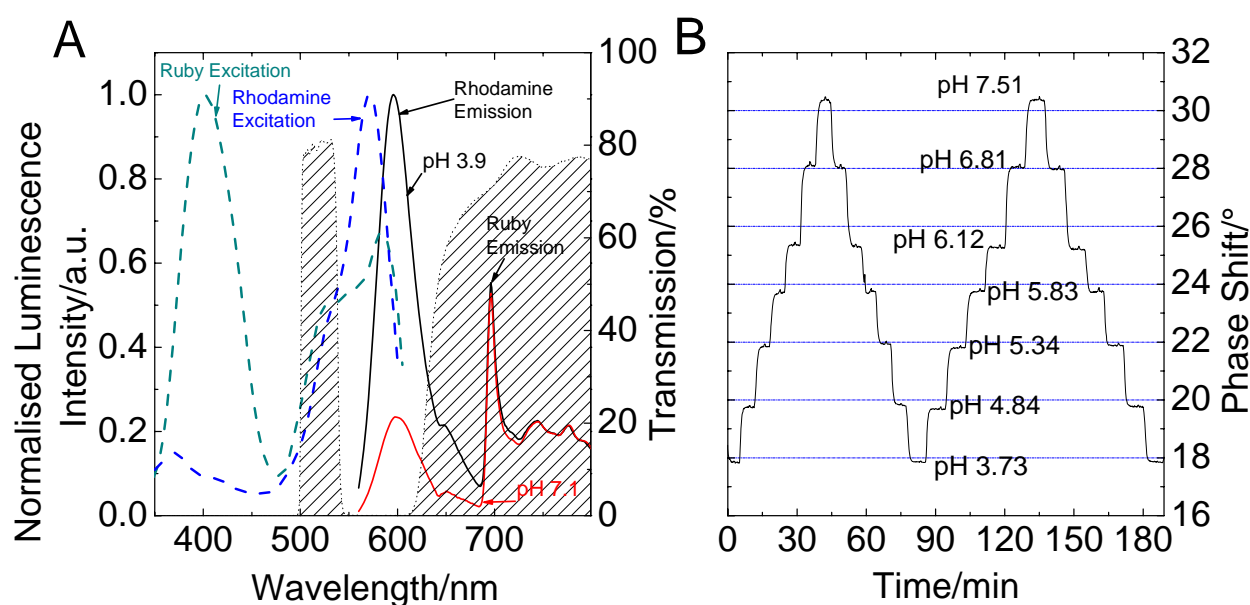 A
Ruby Excitation
Rhodamine
Excitation
Rhodamine
Emission
pH 3.9
Ruby
Emission
pH 7.1
1.0
0.8
0.6
0.4
0.2
0.0
Normalised Luminescence
Intensity/a.u.
100
80
60
40
20
0
Transmission/%
400
500
600
700
Wavelength/nm
B
pH 7.51
pH 6.81
pH 6.12
pH 5.83
pH 5.34
pH 4.84
pH 3.73
32
30
28
26
24
22
20
18
16
Phase Shift/°
0
30
60
90
120
150
180
Time/min